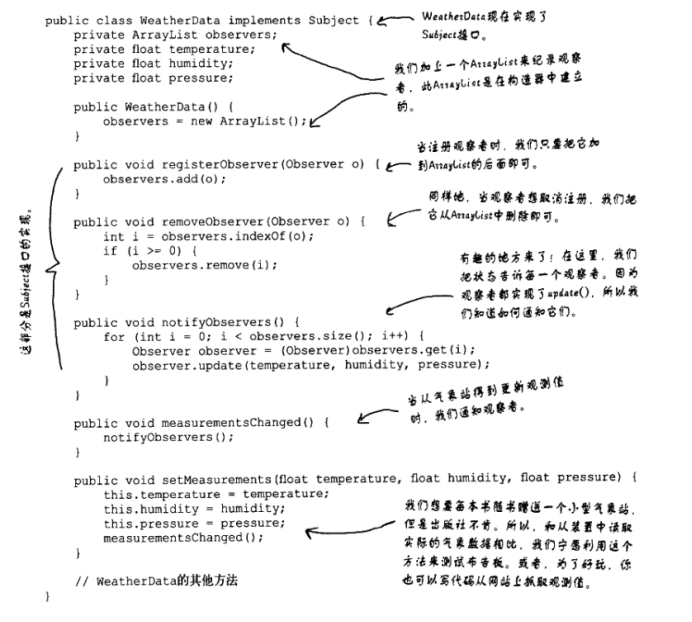 public class WeatherData implements Subject {
WeatherData现在实现了
Subject接口。
private ArrayList observers;
private float temperature;
private float humidity;
private float pressure;
我们加上一个ArrayList来纪录观察
者，此ArrayList是在构造器中建立
的。
public WeatherData() {
observers = new ArrayList();
}
当注册观察者时，我们只要把它加
到ArrayList的后面即可。
public void registerObserver(Observer o) {
observers.add(o);
}
同样地，当观察者想取消注册，我们把
它从ArrayList中删除即可。
public void removeObserver(Observer o) {
int i = observers.indexOf(o);
if (i >= 0) {
observers.remove(i);
}
}
这部分是Subject接口的实现。
有趣的地方来了！在这里，我们
把状态告诉每一个观察者。因为
观察者都实现了update()，所以我
们知道如何通知它们。
public void notifyObservers() {
for (int i = 0; i < observers.size(); i++) {
Observer observer = (Observer)observers.get(i);
observer.update(temperature, humidity, pressure);
}
}
当从气象站得到更新观测值
时，我们通知观察者。
public void measurementsChanged() {
notifyObservers();
}
public void setMeasurements(float temperature, float humidity, float pressure) {
this.temperature = temperature;
this.humidity = humidity;
this.pressure = pressure;
measurementsChanged();
}
我们想要每本书随书赠送一个小型气象站，
但是出版社不肯。所以，和从装置中读取
实际的气象数据相比，我们宁愿利用这个
方法来测试布告板。或者，为了好玩，你
也可以写代码从网站上抓取观测值。
// WeatherData的其他方法
}